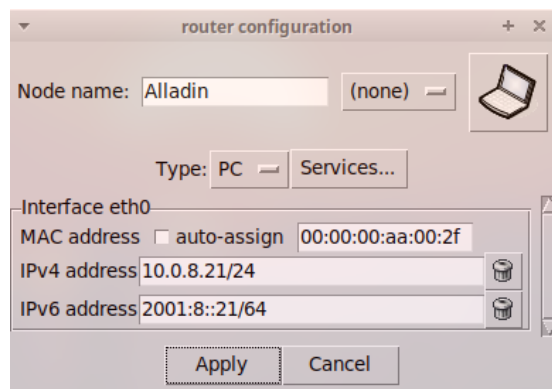 router configuration
Node name: Alladin (none)
Type: PC Services...
Interface eth0
MAC address auto-assign 00:00:00:aa:00:2f
IPv4 address 10.0.8.21/24
IPv6 address 2001:8::21/64
Apply Cancel